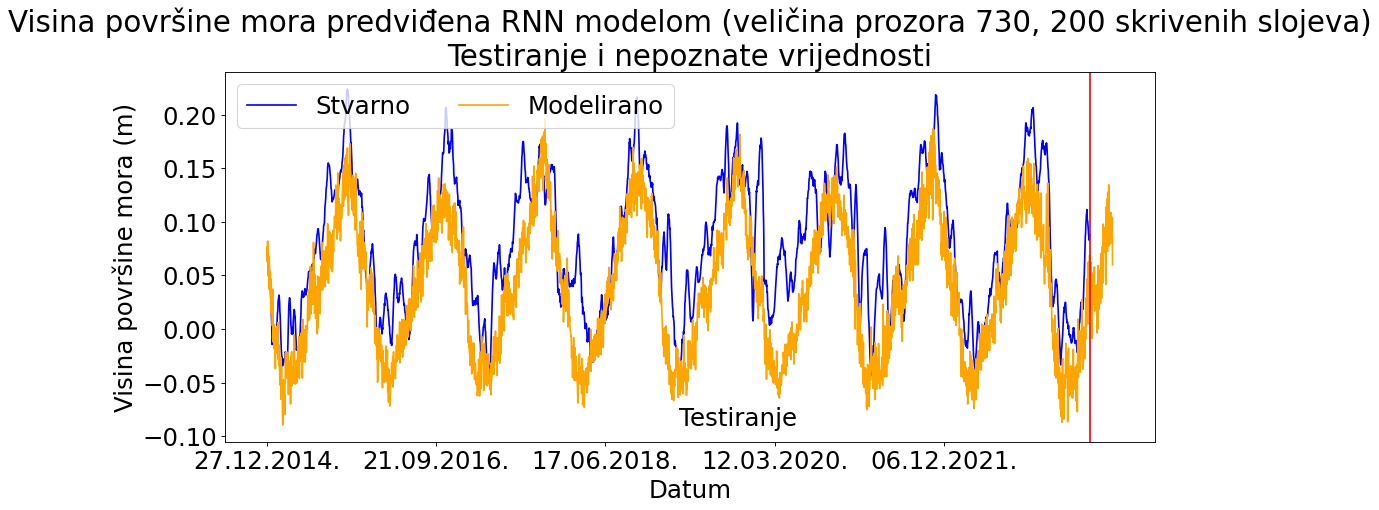 Visina površine mora predviđena RNN modelom (veličina prozora 730, 200 skrivenih slojeva)
Testiranje i nepoznate vrijednosti
Stvarno Modelirano
Visina površine mora (m)
0.20
0.15
0.10
0.05
0.00
−0.05
−0.10
Testiranje
27.12.2014. 21.09.2016. 17.06.2018. 12.03.2020. 06.12.2021.
Datum